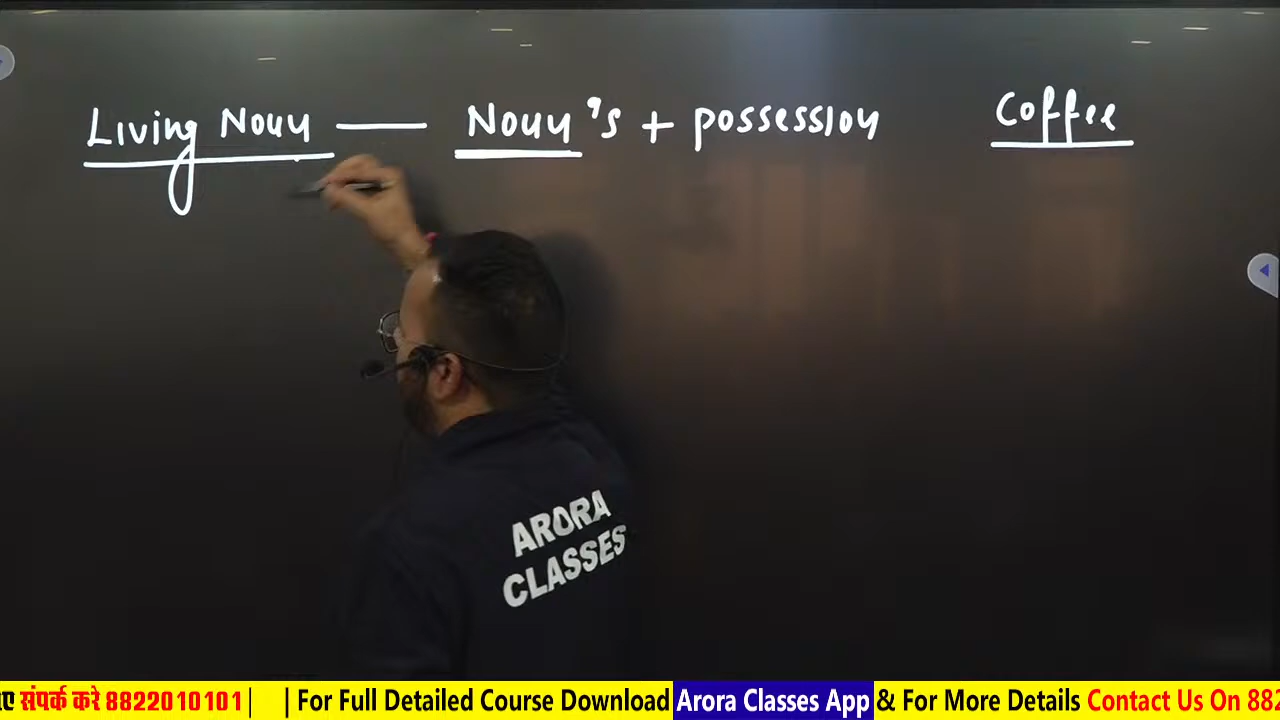 Living Noun — Noun's + possession Coffee
ARORA
CLASSES
संपर्क करे 8822010101 | | For Full Detailed Course Download Arora Classes App & For More Details Contact Us On 882